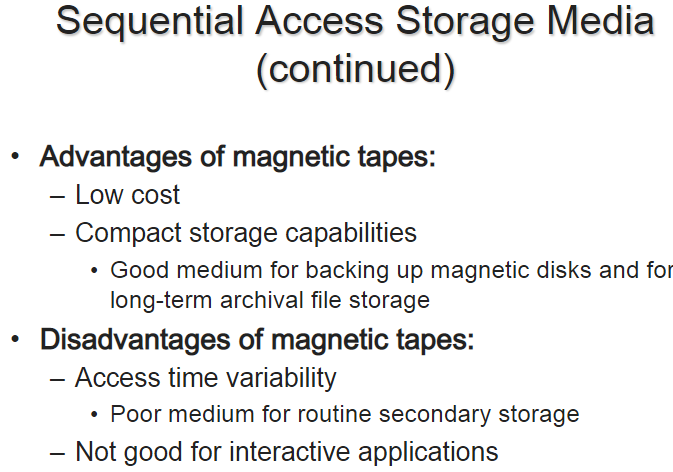 Sequential Access Storage Media
(continued)
• Advantages of magnetic tapes:
– Low cost
– Compact storage capabilities
• Good medium for backing up magnetic disks and for
long-term archival file storage
• Disadvantages of magnetic tapes:
– Access time variability
• Poor medium for routine secondary storage
– Not good for interactive applications